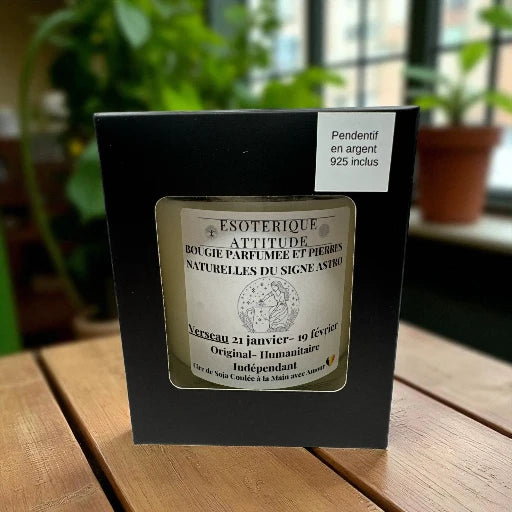 Pendentif
en argent
925 inclus
ESOTERIQUE
ATTITUDE
BOUGIE PARFUMEE ET PIERRES
NATURELLES DU SIGNE ASTRO
Verseau 21 janvier- 19 février
Original- Humanitaire
Indépendant
Cire de Soja Coulée à la Main avec Amour